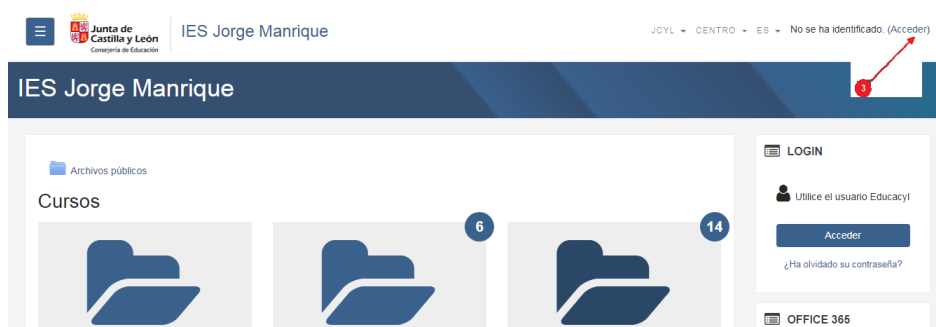 Junta de
Castilla y León
Consejería de Educación
IES Jorge Manrique
JCYL CENTRO ES No se ha identificado. (Acceder)
3
IES Jorge Manrique
Archivos públicos
Cursos
6
14
LOGIN
Utilice el usuario Educacyl
Acceder
¿Ha olvidado su contraseña?
OFFICE 365